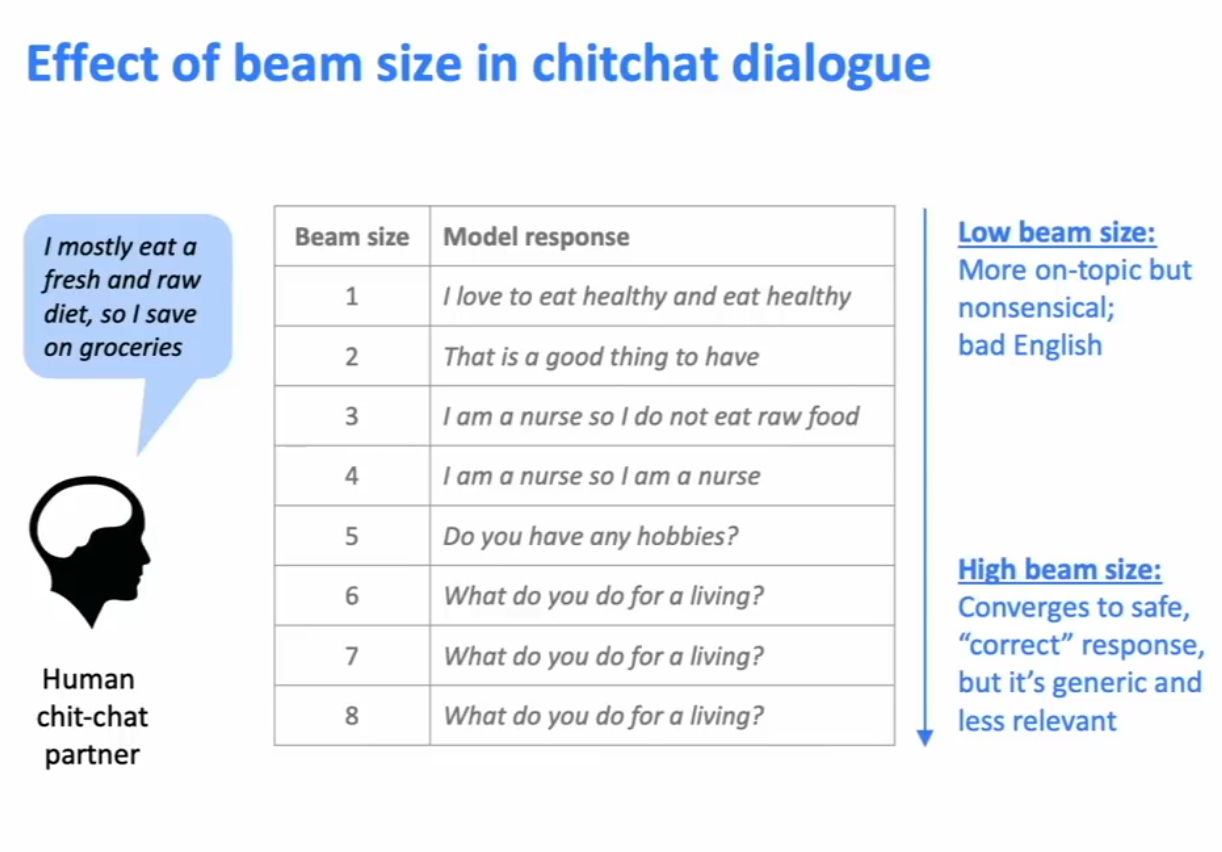 Effect of beam size in chitchat dialogue
I mostly eat a
fresh and raw
diet, so I save
on groceries
Human
chit-chat
partner
Beam size Model response
1 I love to eat healthy and eat healthy
2 That is a good thing to have
3 I am a nurse so I do not eat raw food
4 I am a nurse so I am a nurse
5 Do you have any hobbies?
6 What do you do for a living?
7 What do you do for a living?
8 What do you do for a living?
Low beam size:
More on-topic but
nonsensical;
bad English
High beam size:
Converges to safe,
“correct” response,
but it’s generic and
less relevant